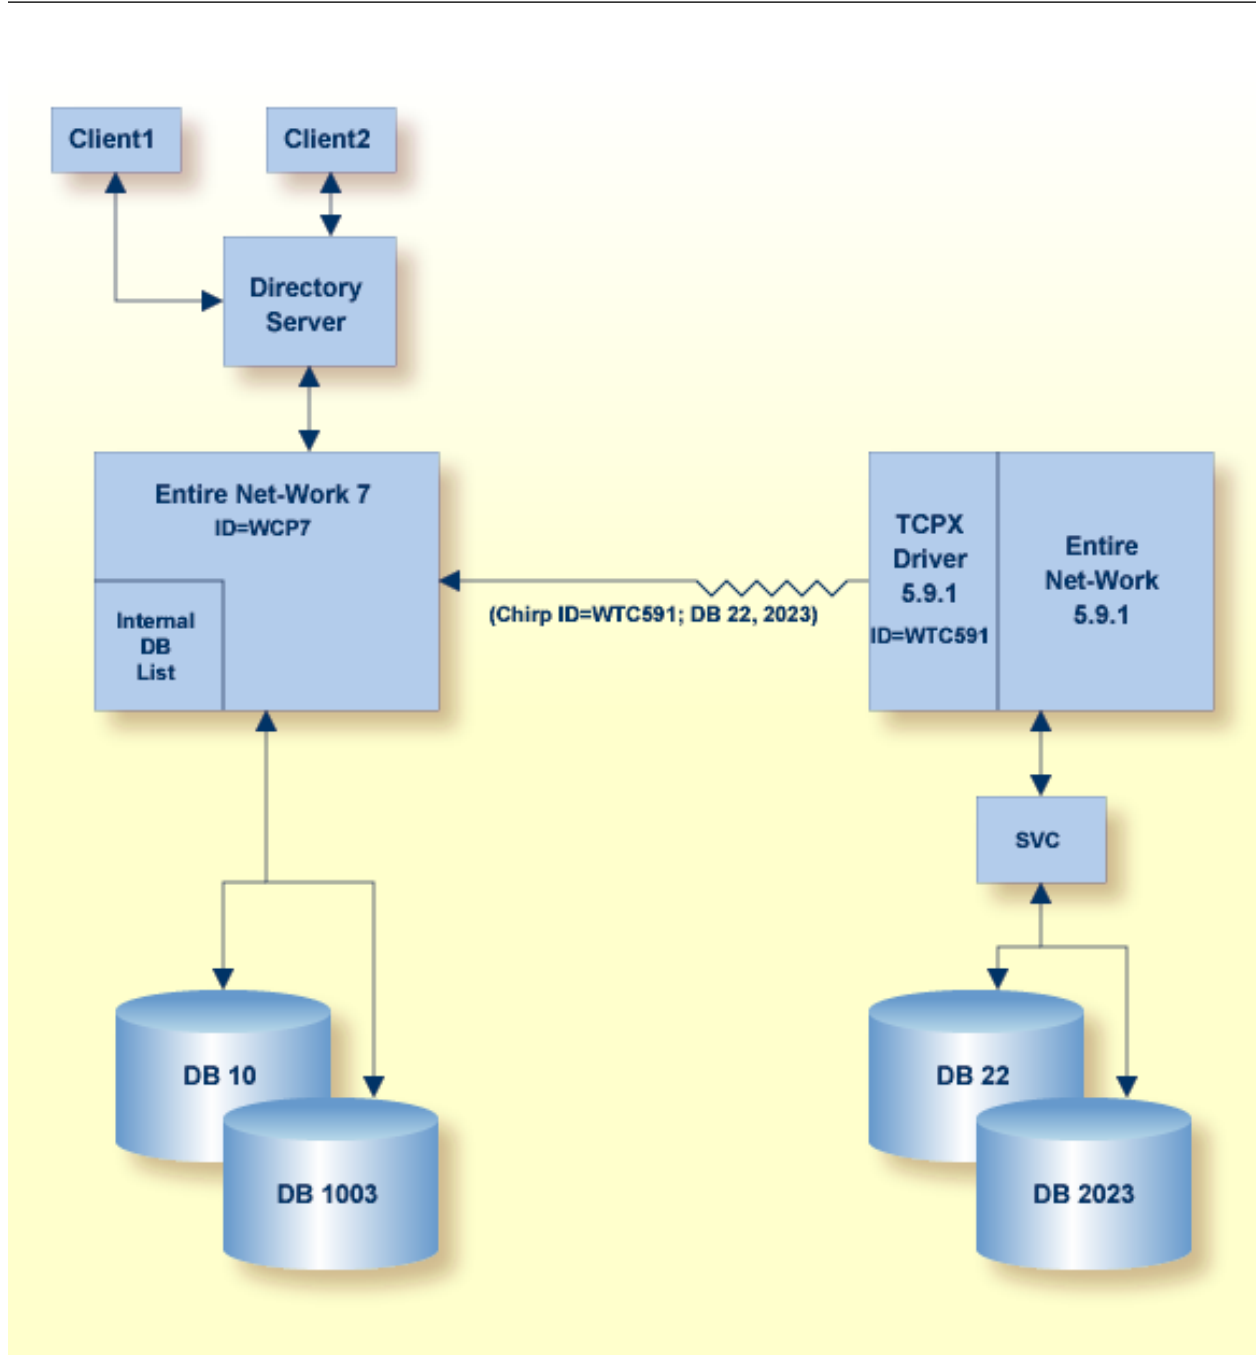 Client1
Client2
Directory
Server
Entire Net-Work 7
ID=WCP7
Internal
DB
List
(Chirp ID=WTC591; DB 22, 2023)
TCPX
Driver
5.9.1
ID=WTC591
Entire
Net-Work
5.9.1
SVC
DB 10
DB 1003
DB 22
DB 2023